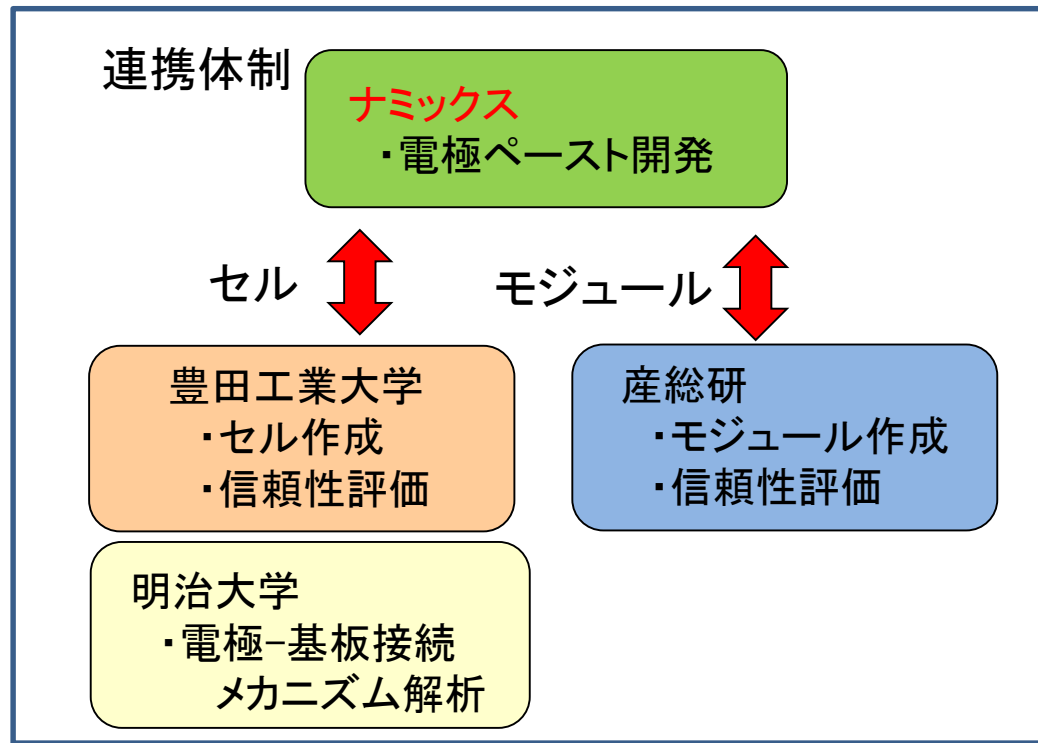 連携体制
ナミックス
・電極ペースト開発
セル
モジュール
豊田工業大学
・セル作成
・信頼性評価
産総研
・モジュール作成
・信頼性評価
明治大学
・電極−基板接続
メカニズム解析